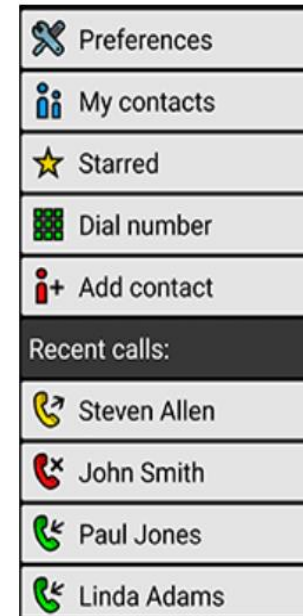 Preferences
My contacts
Starred
Dial number
Add contact
Recent calls:
Steven Allen
John Smith
Paul Jones
Linda Adams